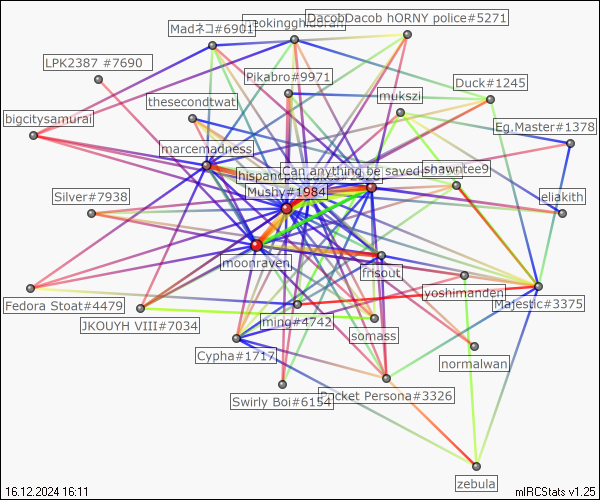 DacobDacob hORNY police#5271
Madネコ#6901
LPK2387 #7690
Pikabro#9971
Duck#1245
mukszi
thesecondtwat
bigcitysamurai
Eg.Master#1378
marcemadness
Can anything be saved
shawntee9
Mushy#1984
Silver#7938
eliakith
moonraven
frisout
yoshimanden
Fedora Stoat#4479
Majestic#3375
JKOUYH VIII#7034
ming#4742
somass
Cypha#1717
normalwan
Swirly Boi#6154
Pocket Persona#3326
zebula
16.12.2024 16:11
mIRCStats v1.25